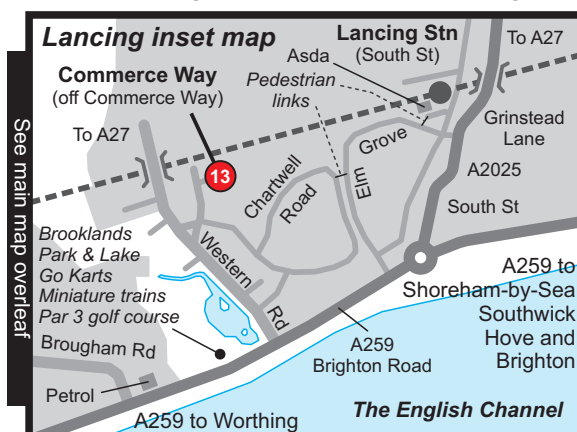 Lancing inset map
Lancing Stn
(South St)
To A27
Commerce Way
(off Commerce Way)
Asda
Pedestrian
links
To A27
Grinstead
Lane
13
Grove
Elm
Chartwell
Road
A2025
South St
See main map overleaf
Western
Rd
Brooklands
Park & Lake
Go Karts
Miniature trains
Par 3 golf course
Brougham Rd
Petrol
A259 to
Shoreham-by-Sea
Southwick
Hove and
Brighton
A259
Brighton Road
A259 to Worthing
The English Channel